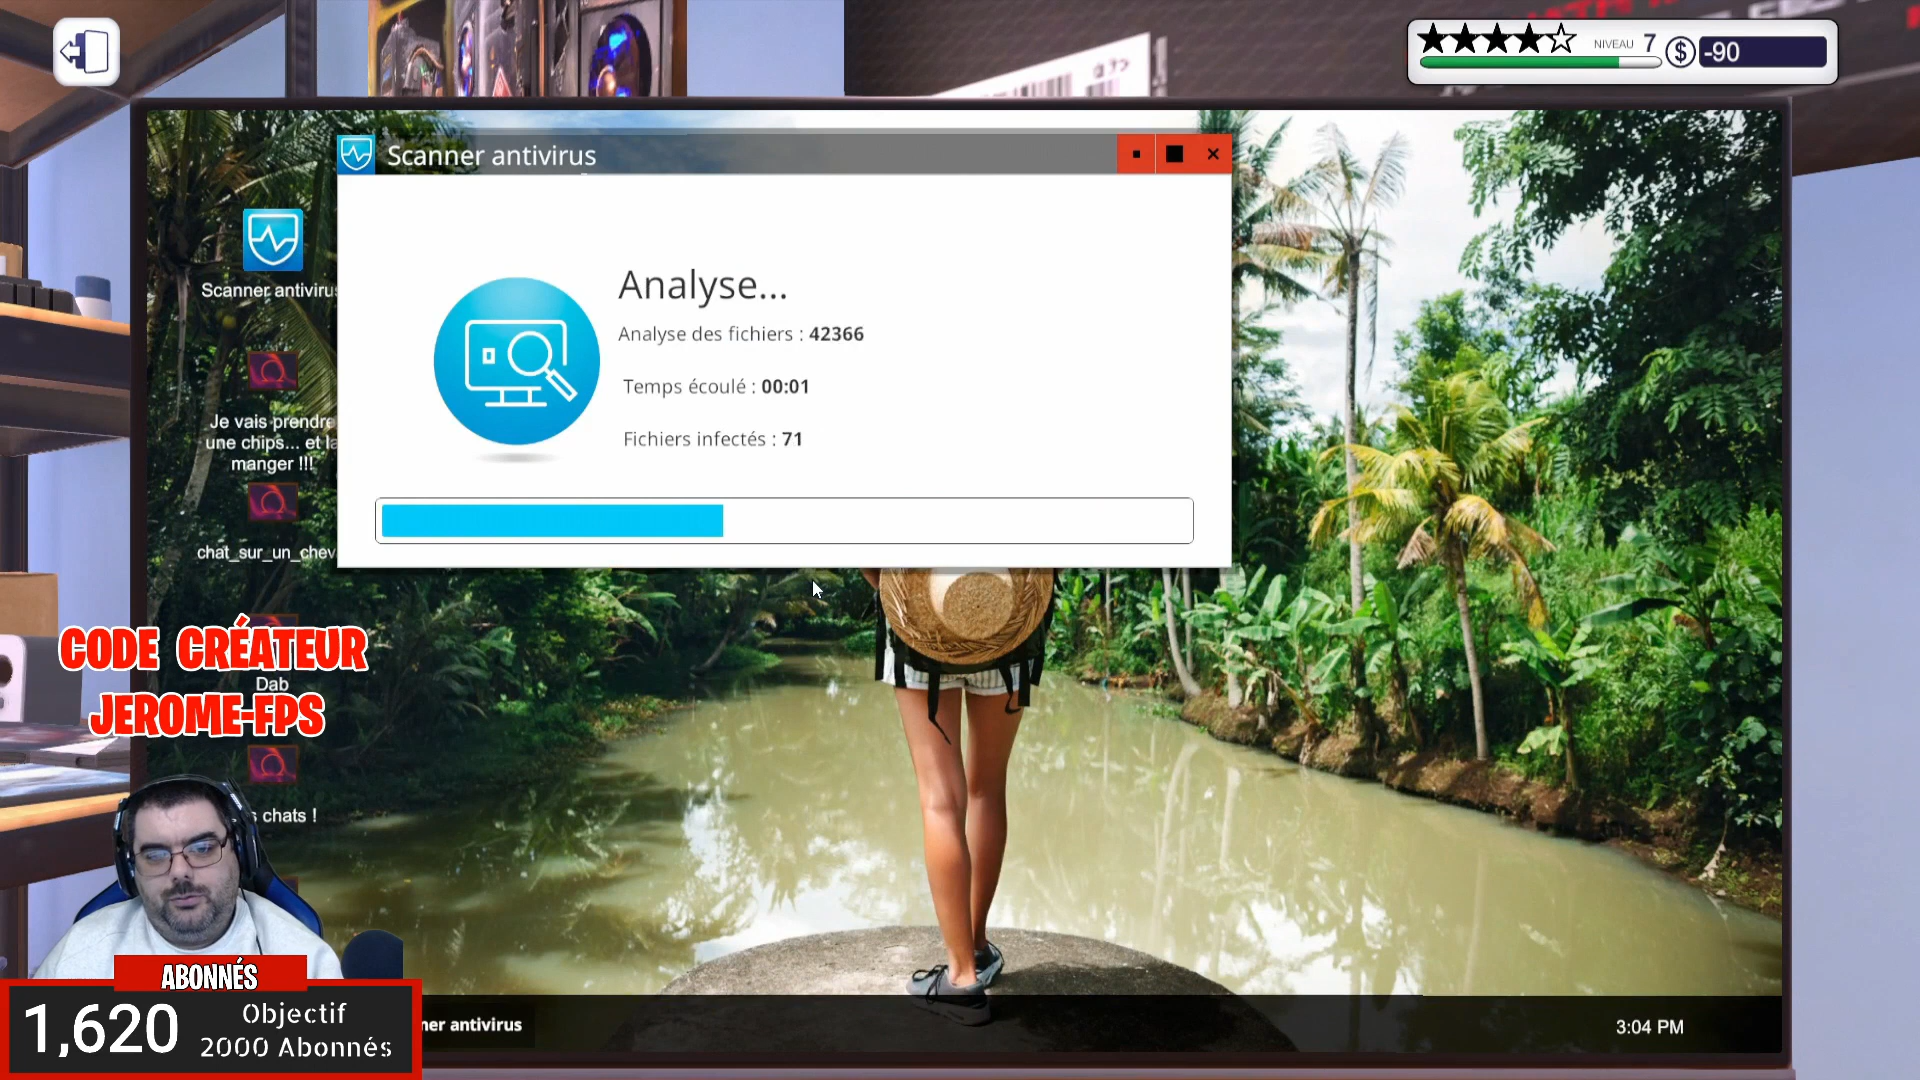 NIVEAU 7 $ -90
Scanner antivirus
Scanner antivirus
Analyse...
Analyse des fichiers : 42366
Temps écoulé : 00:01
Fichiers infectés : 71
Je vais prendre
une chips... et la
manger !!!
chat_sur_un_chev
CODE CRÉATEUR
Dab
JEROME-FPS
s chats !
ABONNÉS
1,620
Objectif
2000 Abonnés
ner antivirus
3:04 PM